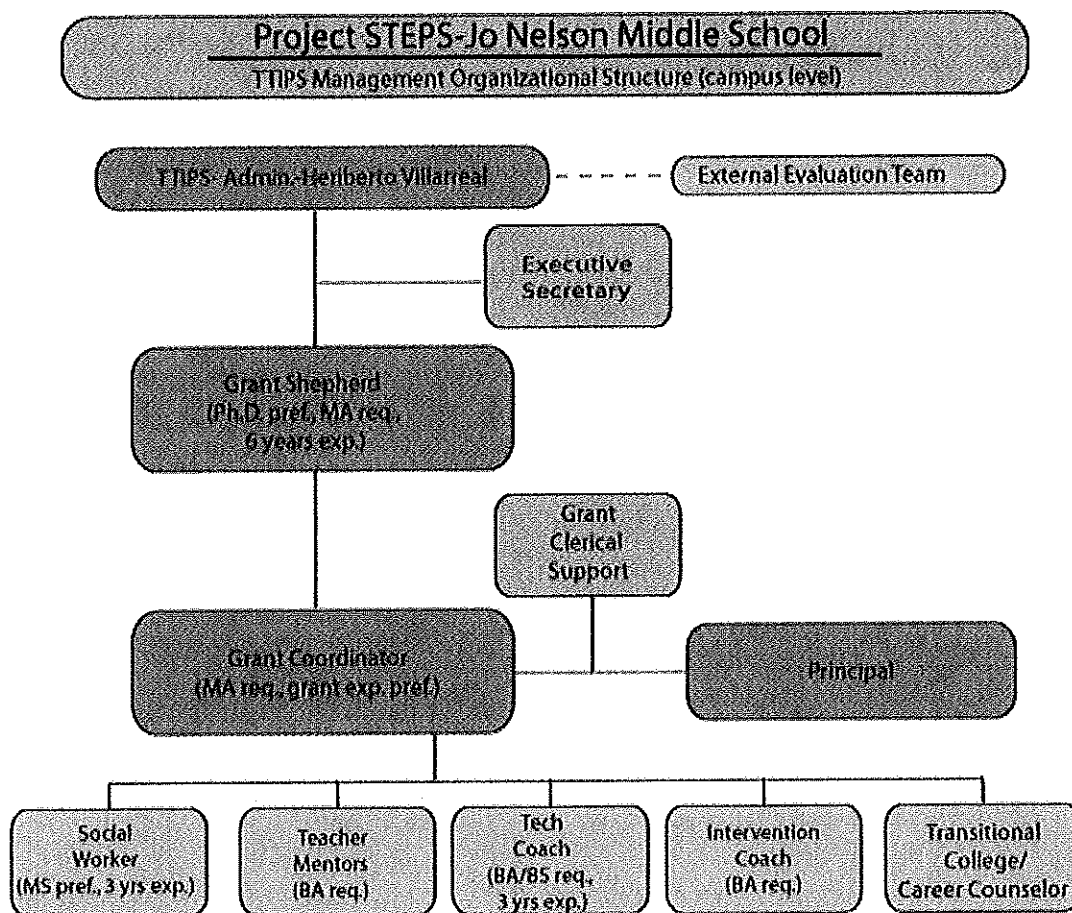 Project STEPS-Jo Nelson Middle School
TTIPS Management Organizational Structure (campus level)
TTIPS- Admin.-Heriberto Villarreal
External Evaluation Team
Executive
Secretary
Grant Shepherd
(Ph.D. pref., MA req.,
6 years exp.)
Grant
Clerical
Support
Grant Coordinator
(MA req., grant exp. pref.)
Principal
Social
Worker
(MS pref., 3 yrs exp.)
Teacher
Mentors
(BA req.)
Tech
Coach
(BA/BS req.,
3 yrs exp.)
Intervention
Coach
(BA req.)
Transitional
College/
Career Counselor